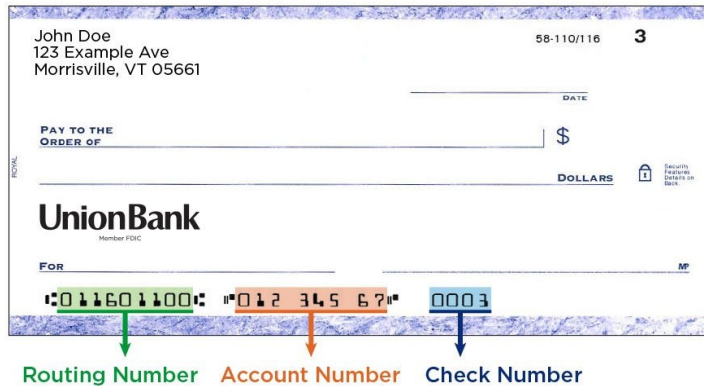 John Doe
123 Example Ave
Morrisville, VT 05661
58-110/116 3
DATE
PAY TO THE
ORDER OF
$
DOLLARS
Security
Features
Details on
Back.
ROYAL
UnionBank
Member FDIC
FOR
MP
⑆011601100⑆ ⑈012 345 67⑈ 0003
Routing Number Account Number Check Number